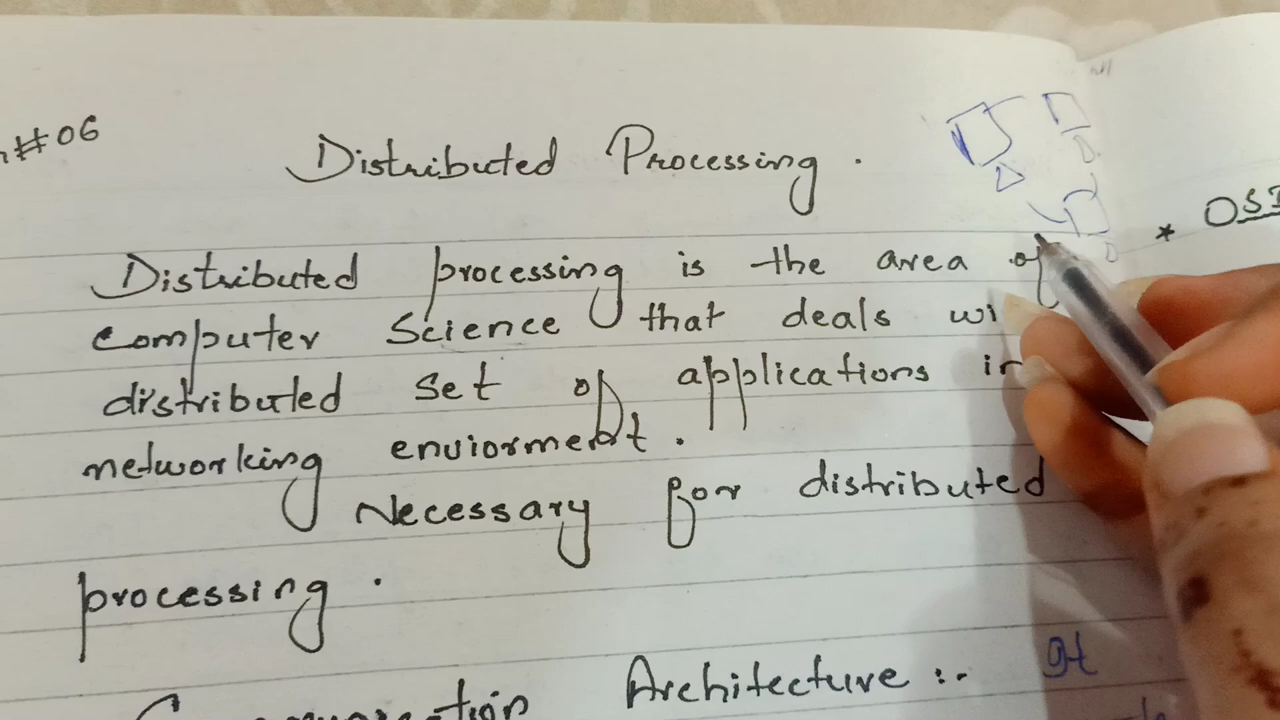 #06
Distributed Processing.
Distributed processing is the area of
computer Science that deals
distributed set of applications in
networking enviorment.
Necessary for distributed
processing.
Architecture :- It
* OSI